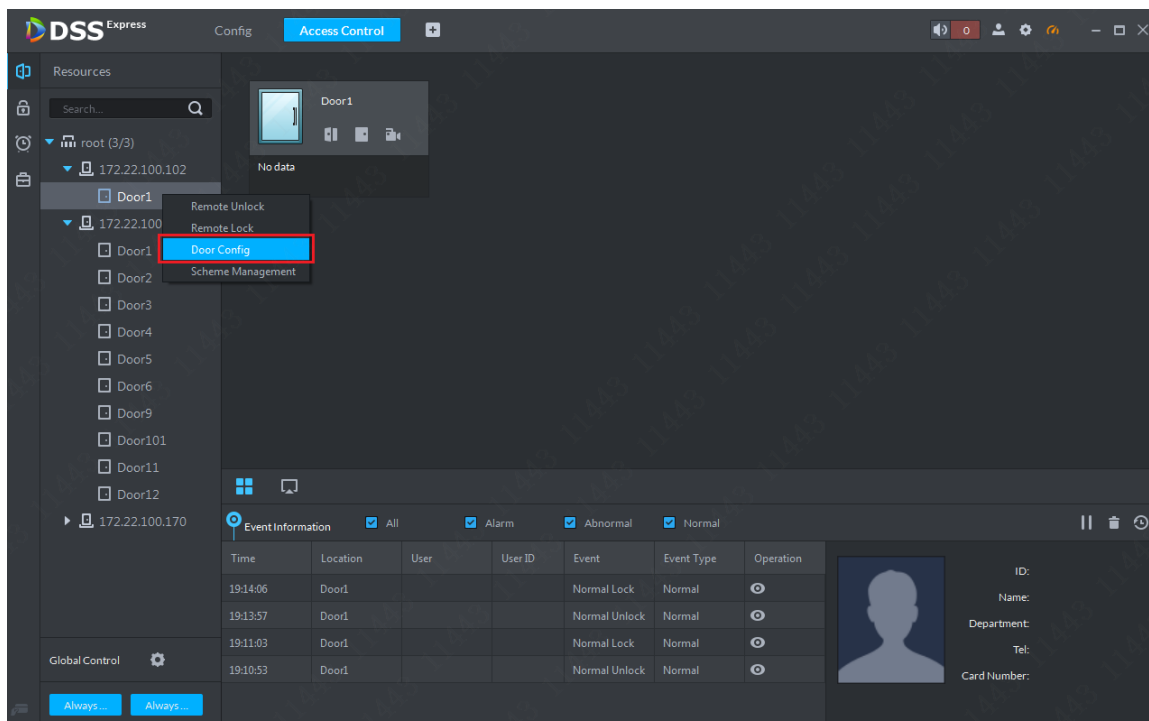 DSS Express
Config
Access Control
0
Resources
Search...
root (3/3)
172.22.100.102
Door1
172.22.100
Door1
Door2
Door3
Door4
Door5
Door6
Door9
Door101
Door11
Door12
172.22.100.170
Global Control
Always...
Always...
Remote Unlock
Remote Lock
Door Config
Scheme Management
Door1
No data
Event Information
All
Alarm
Abnormal
Normal
Time Location User User ID Event Event Type Operation
19:14:06 Door1 Normal Lock Normal
19:13:57 Door1 Normal Unlock Normal
19:11:03 Door1 Normal Lock Normal
19:10:53 Door1 Normal Unlock Normal
ID:
Name:
Department:
Tel:
Card Number:
11443 11443 11443